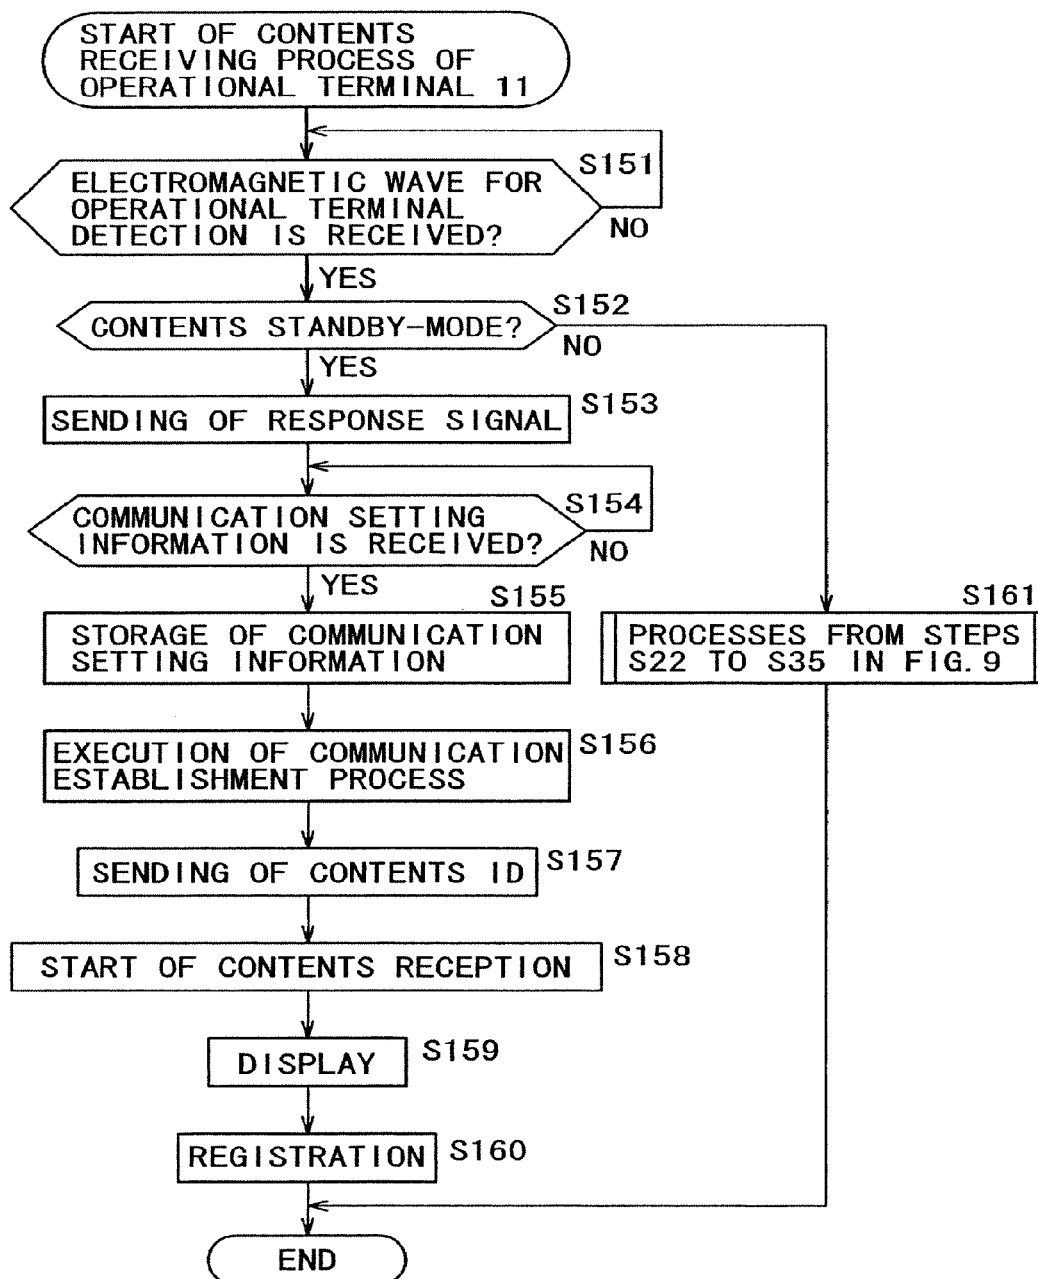 START OF CONTENTS
RECEIVING PROCESS OF
OPERATIONAL TERMINAL 11
S151
ELECTROMAGNETIC WAVE FOR
OPERATIONAL TERMINAL
DETECTION IS RECEIVED?
NO
YES
S152
CONTENTS STANDBY-MODE?
NO
YES
S153
SENDING OF RESPONSE SIGNAL
S154
COMMUNICATION SETTING
INFORMATION IS RECEIVED?
NO
YES
S155
STORAGE OF COMMUNICATION
SETTING INFORMATION
S161
PROCESSES FROM STEPS
S22 TO S35 IN FIG. 9
S156
EXECUTION OF COMMUNICATION
ESTABLISHMENT PROCESS
S157
SENDING OF CONTENTS ID
S158
START OF CONTENTS RECEPTION
S159
DISPLAY
S160
REGISTRATION
END